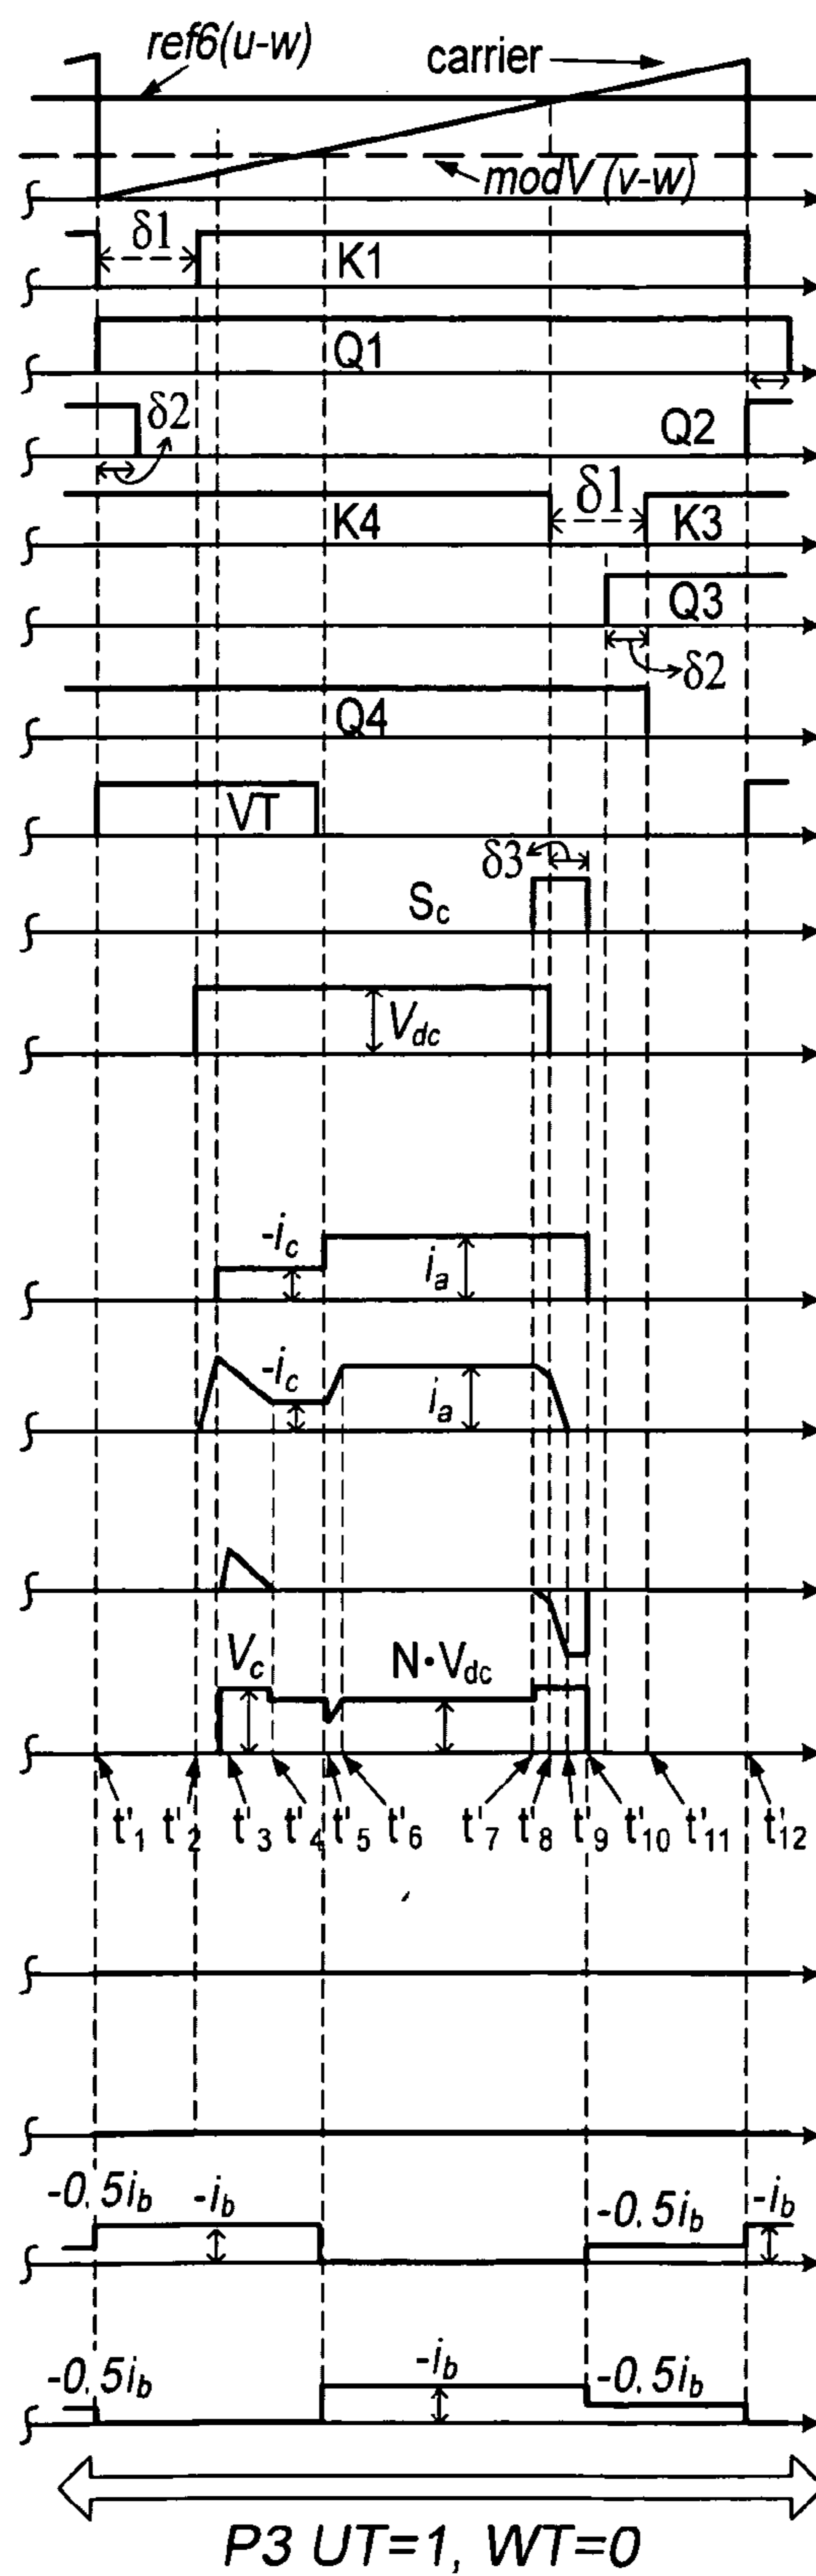 ref6(u-w)
carrier
modV (v-w)
δ1
K1
Q1
δ2
Q2
K4
δ1
K3
Q3
δ2
Q4
VT
δ3
Sc
Vdc
-ic
ia
-ic
ia
Vc
N•Vdc
t'1 t'2 t'3 t'4 t'5 t'6 t'7 t'8 t'9 t'10 t'11 t'12
-0.5ib -ib -0.5ib -ib
-0.5ib -ib -0.5ib
P3 UT=1, WT=0